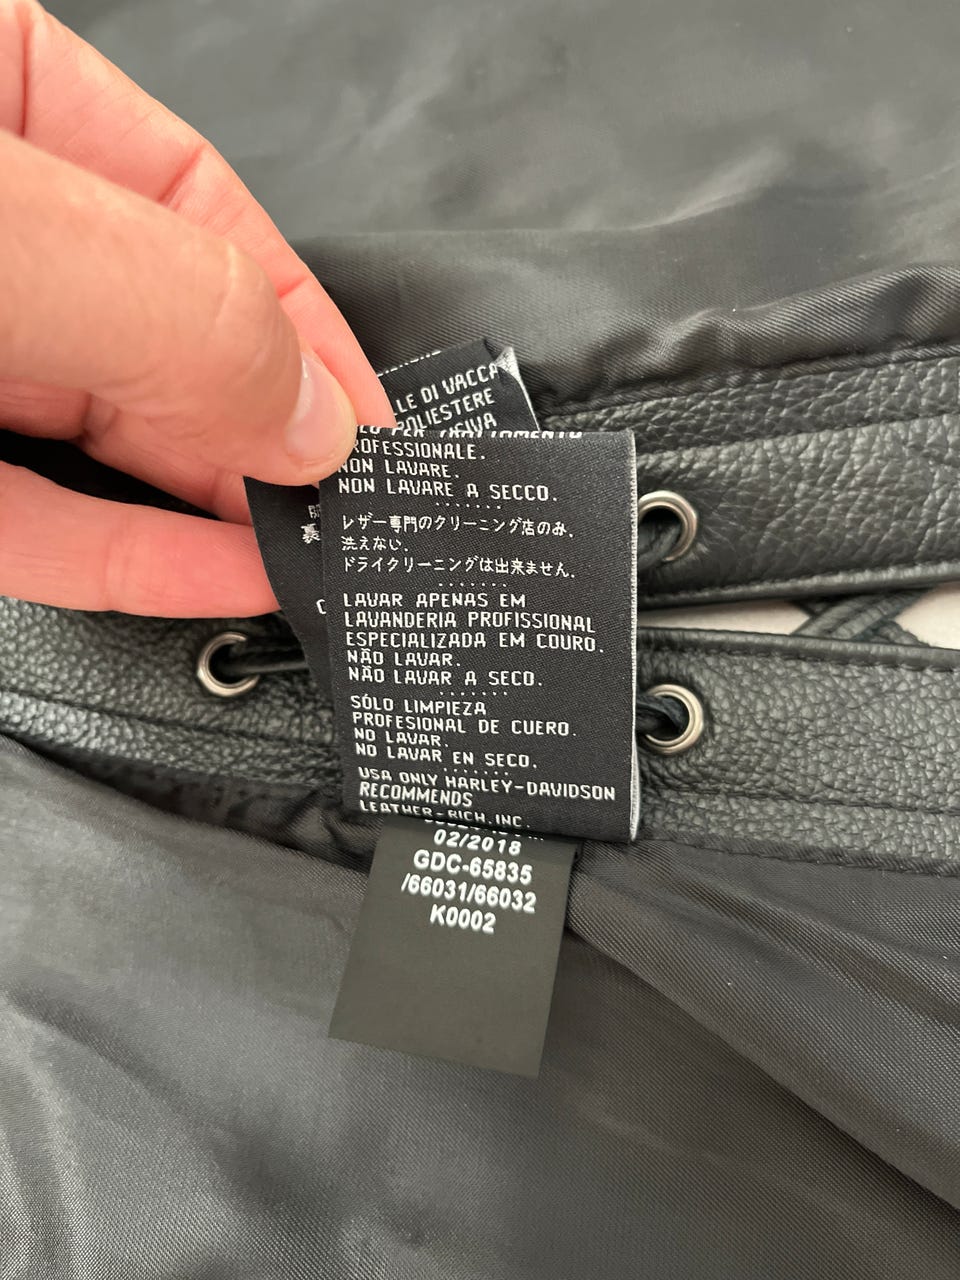 LLE DI VACCA
POLIESTERE
PROFESSIONALE.
NON LAVARE.
NON LAVARE A SECCO.
レザー専門のクリーニング店のみ.
洗えない.
ドライクリーニングは出来ません.
LAVAR APENAS EM
LAVANDERIA PROFISSIONAL
ESPECIALIZADA EM COURO.
NÃO LAVAR.
NÃO LAVAR A SECO.
SÓLO LIMPIEZA
PROFESIONAL DE CUERO.
NO LAVAR.
NO LAVAR EN SECO.
USA ONLY HARLEY-DAVIDSON
RECOMMENDS
LEATHER-RICH,INC.
02/2018
GDC-65835
/66031/66032
K0002